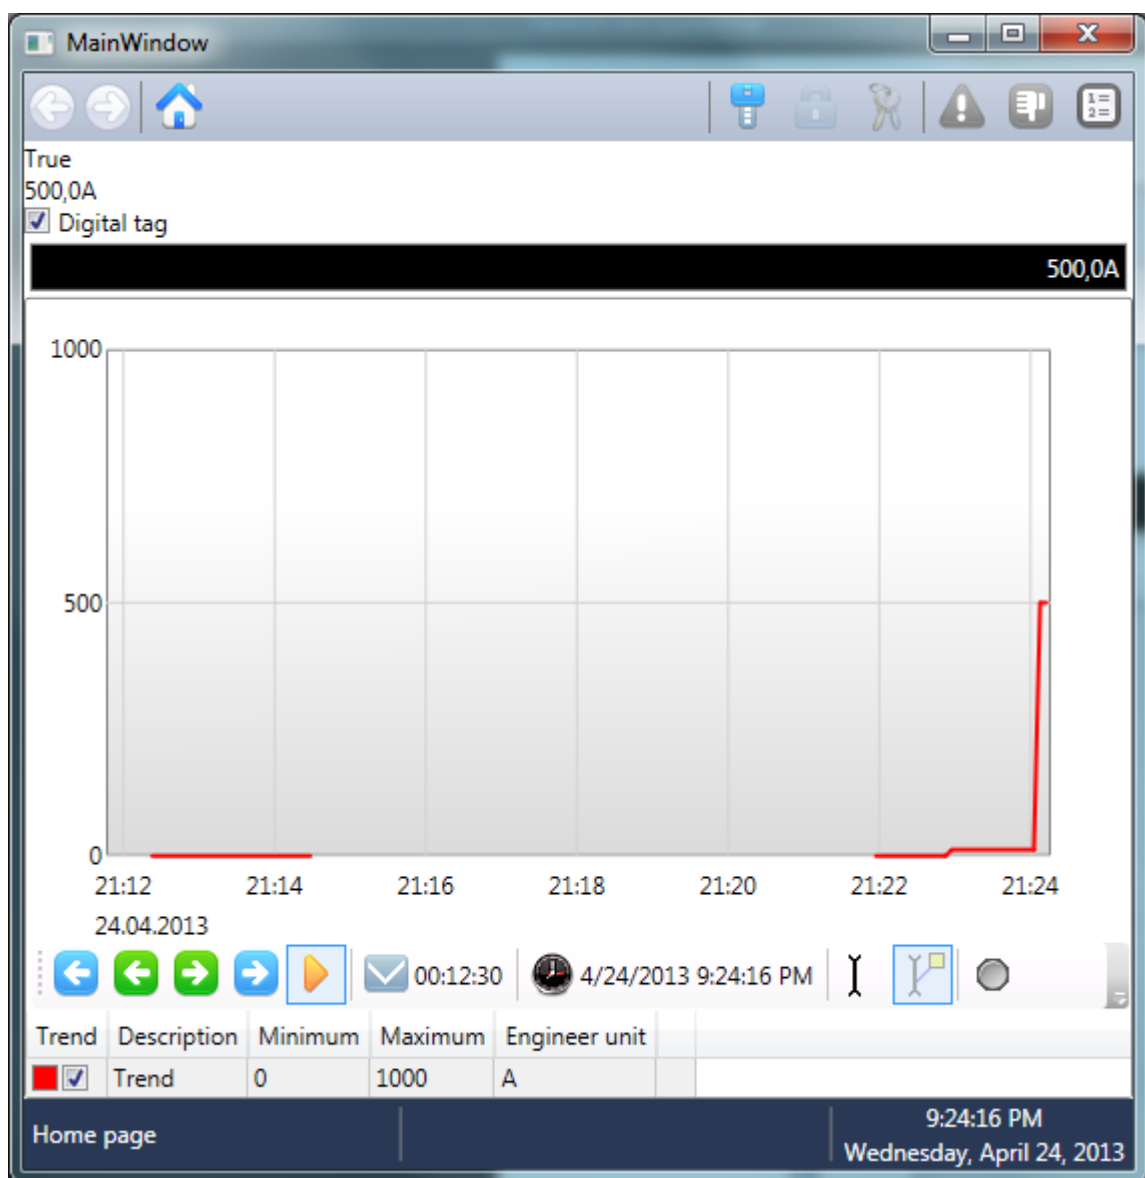 MainWindow
1=
2=
True
500,0A
Digital tag
500,0A
1000
500
0
21:12 21:14 21:16 21:18 21:20 21:22 21:24
24.04.2013
00:12:30 4/24/2013 9:24:16 PM
Trend Description Minimum Maximum Engineer unit
Trend 0 1000 A
Home page
9:24:16 PM
Wednesday, April 24, 2013